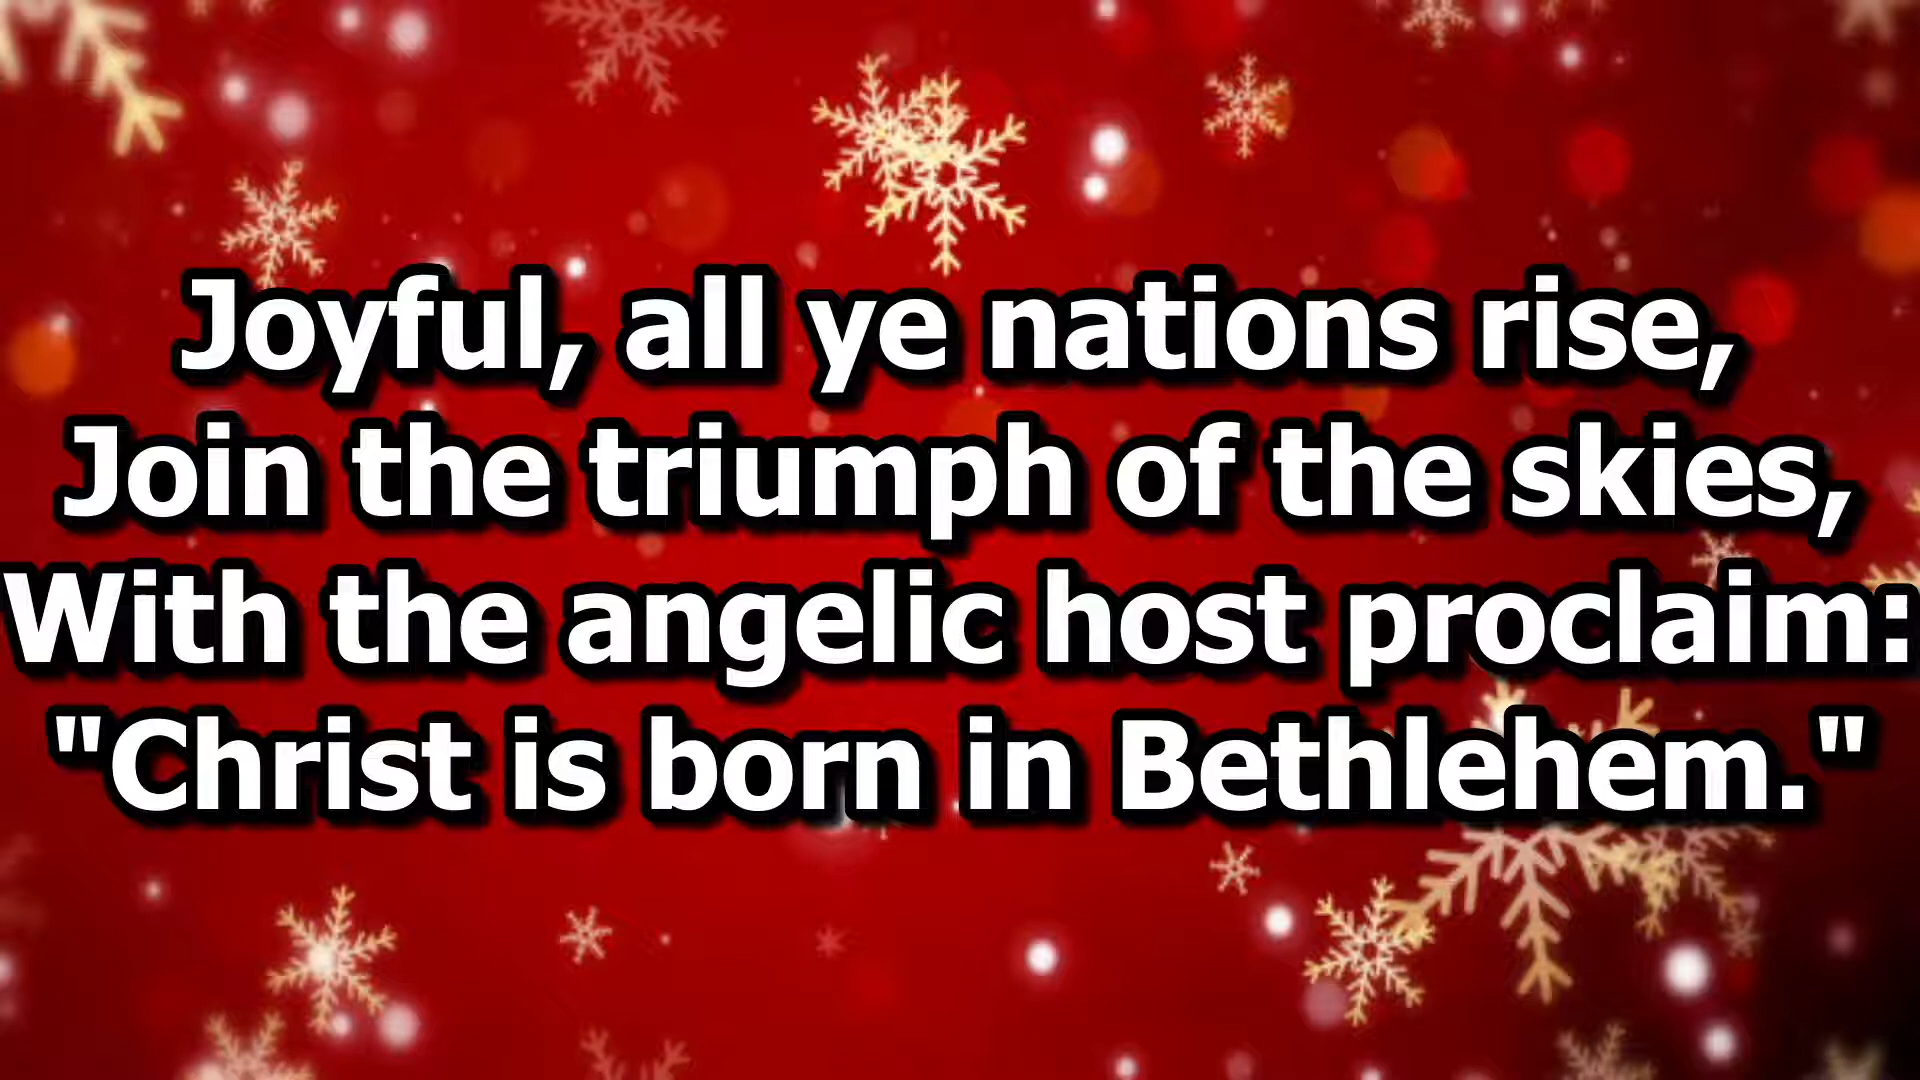 Joyful, all ye nations rise,
Join the triumph of the skies,
With the angelic host proclaim:
"Christ is born in Bethlehem."